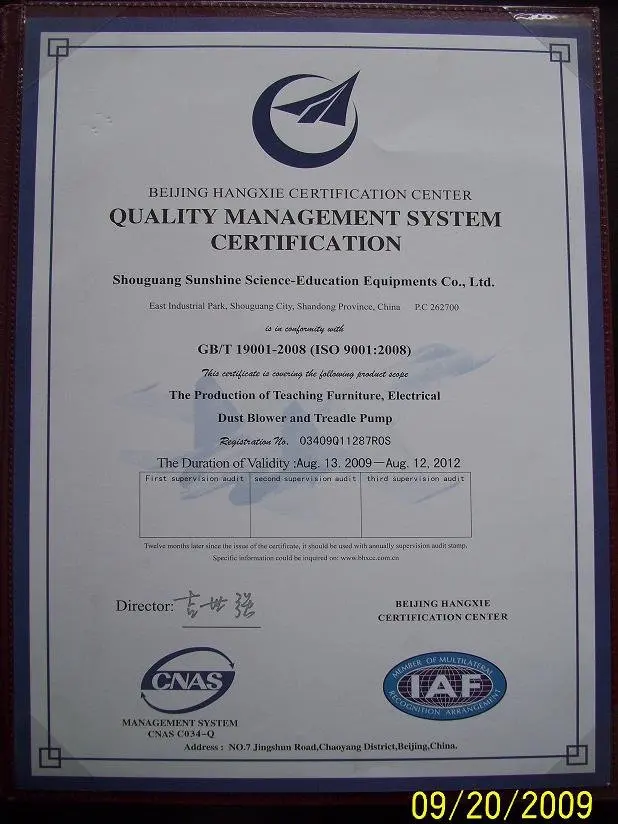 BEIJING HANGXIE CERTIFICATION CENTER
QUALITY MANAGEMENT SYSTEM
CERTIFICATION
Shouguang Sunshine Science-Education Equipments Co., Ltd.
East Industrial Park, Shouguang City, Shandong Province, China P.C 262700
is in conformity with
GB/T 19001-2008 (ISO 9001:2008)
This certificate is covering the following product scope
The Production of Teaching Furniture, Electrical
Dust Blower and Treadle Pump
Registration No. 03409Q11287R0S
The Duration of Validity :Aug. 13. 2009—Aug. 12, 2012
First supervision audit second supervision audit third supervision audit
Twelve months later since the issue of the certificate, it should be used with annually supervision audit stamp.
Specific information could be inquired on: www.bhxcc.com.cn
Director: 吉世强
BEIJING HANGXIE
CERTIFICATION CENTER
CNAS
MANAGEMENT SYSTEM
CNAS C034-Q
MEMBER OF MULTILATERAL
IAF
RECOGNITION ARRANGEMENT
Address : NO.7 Jingshun Road,Chaoyang District,Beijing,China.
09/20/2009